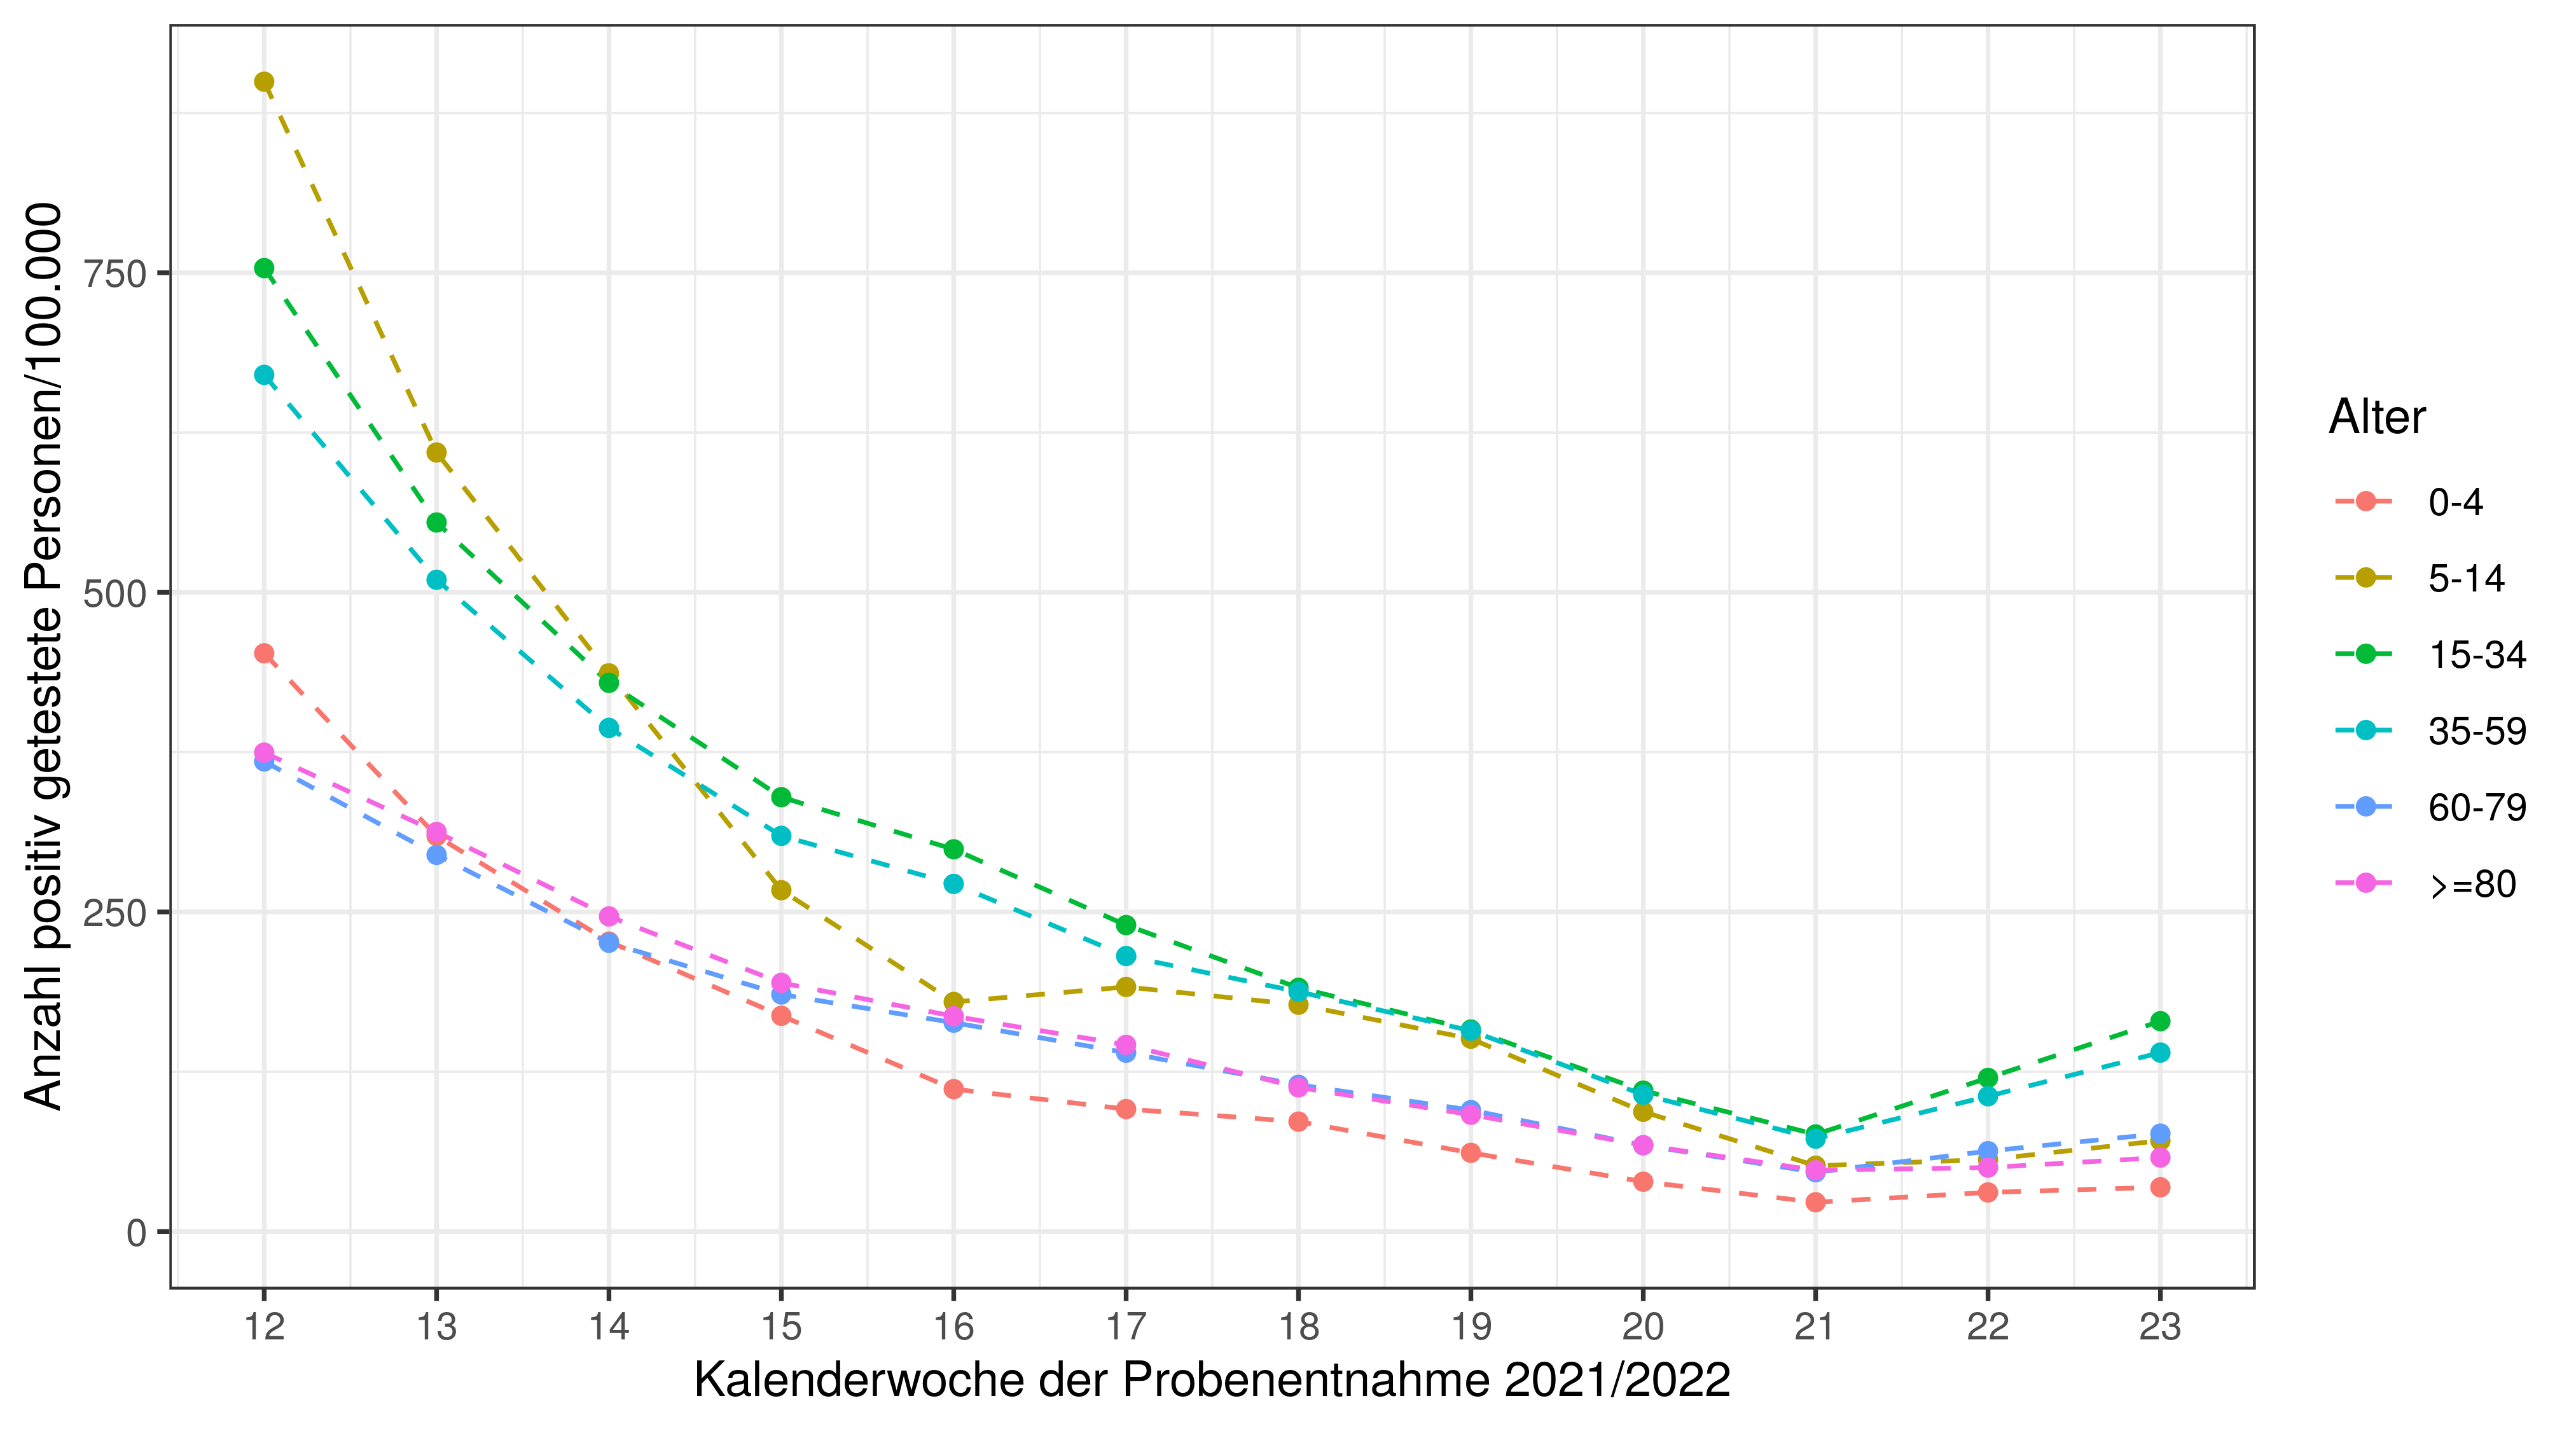 Anzahl positiv getestete Personen/100.000
750
500
250
0
12 13 14 15 16 17 18 19 20 21 22 23
Kalenderwoche der Probenentnahme 2021/2022
Alter
0-4
5-14
15-34
35-59
60-79
>=80